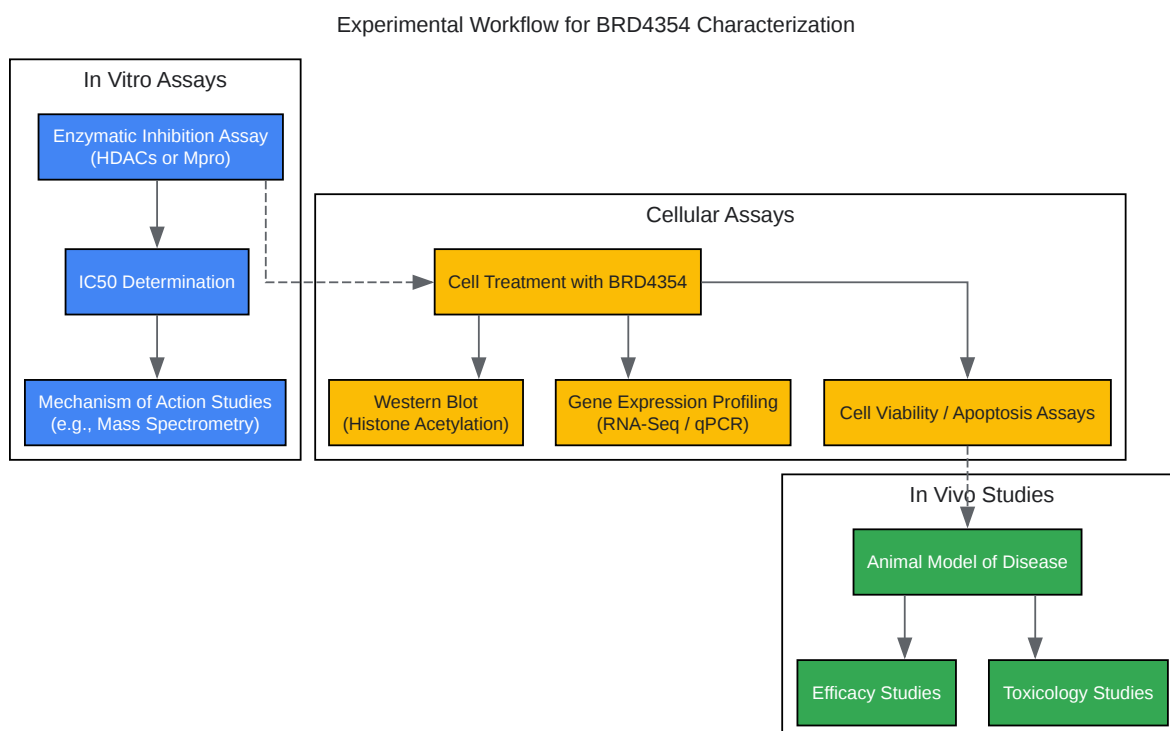 Experimental Workflow for BRD4354 Characterization
In Vitro Assays
Enzymatic Inhibition Assay
(HDACs or Mpro)
IC50 Determination
Mechanism of Action Studies
(e.g., Mass Spectrometry)
Cellular Assays
Cell Treatment with BRD4354
Western Blot
(Histone Acetylation)
Gene Expression Profiling
(RNA-Seq / qPCR)
Cell Viability / Apoptosis Assays
In Vivo Studies
Animal Model of Disease
Efficacy Studies
Toxicology Studies